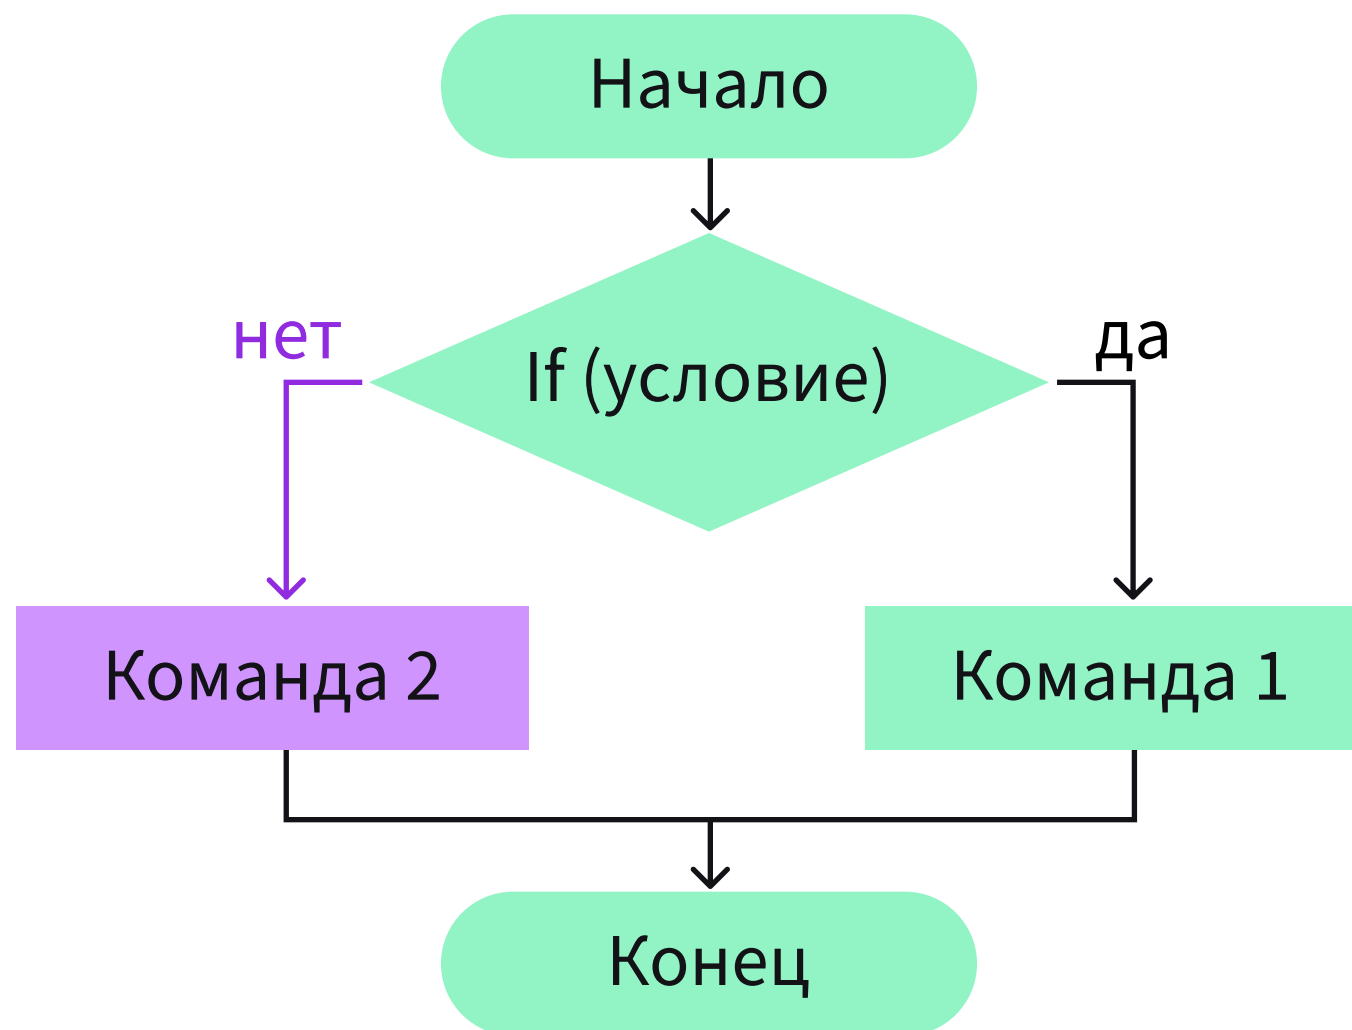 Начало
нет
да
If (условие)
Команда 2
Команда 1
Конец